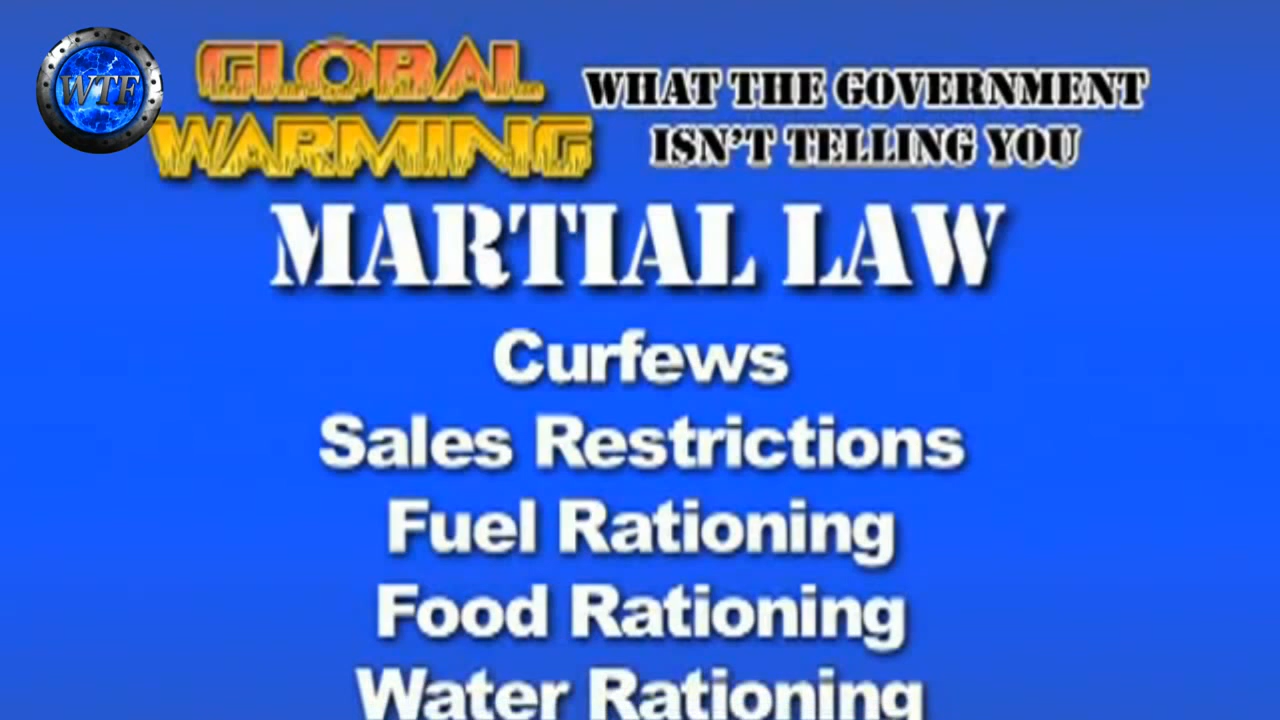 WTF
GLOBAL
WARMING
WHAT THE GOVERNMENT
ISN'T TELLING YOU
MARTIAL LAW
Curfews
Sales Restrictions
Fuel Rationing
Food Rationing
Water Rationing